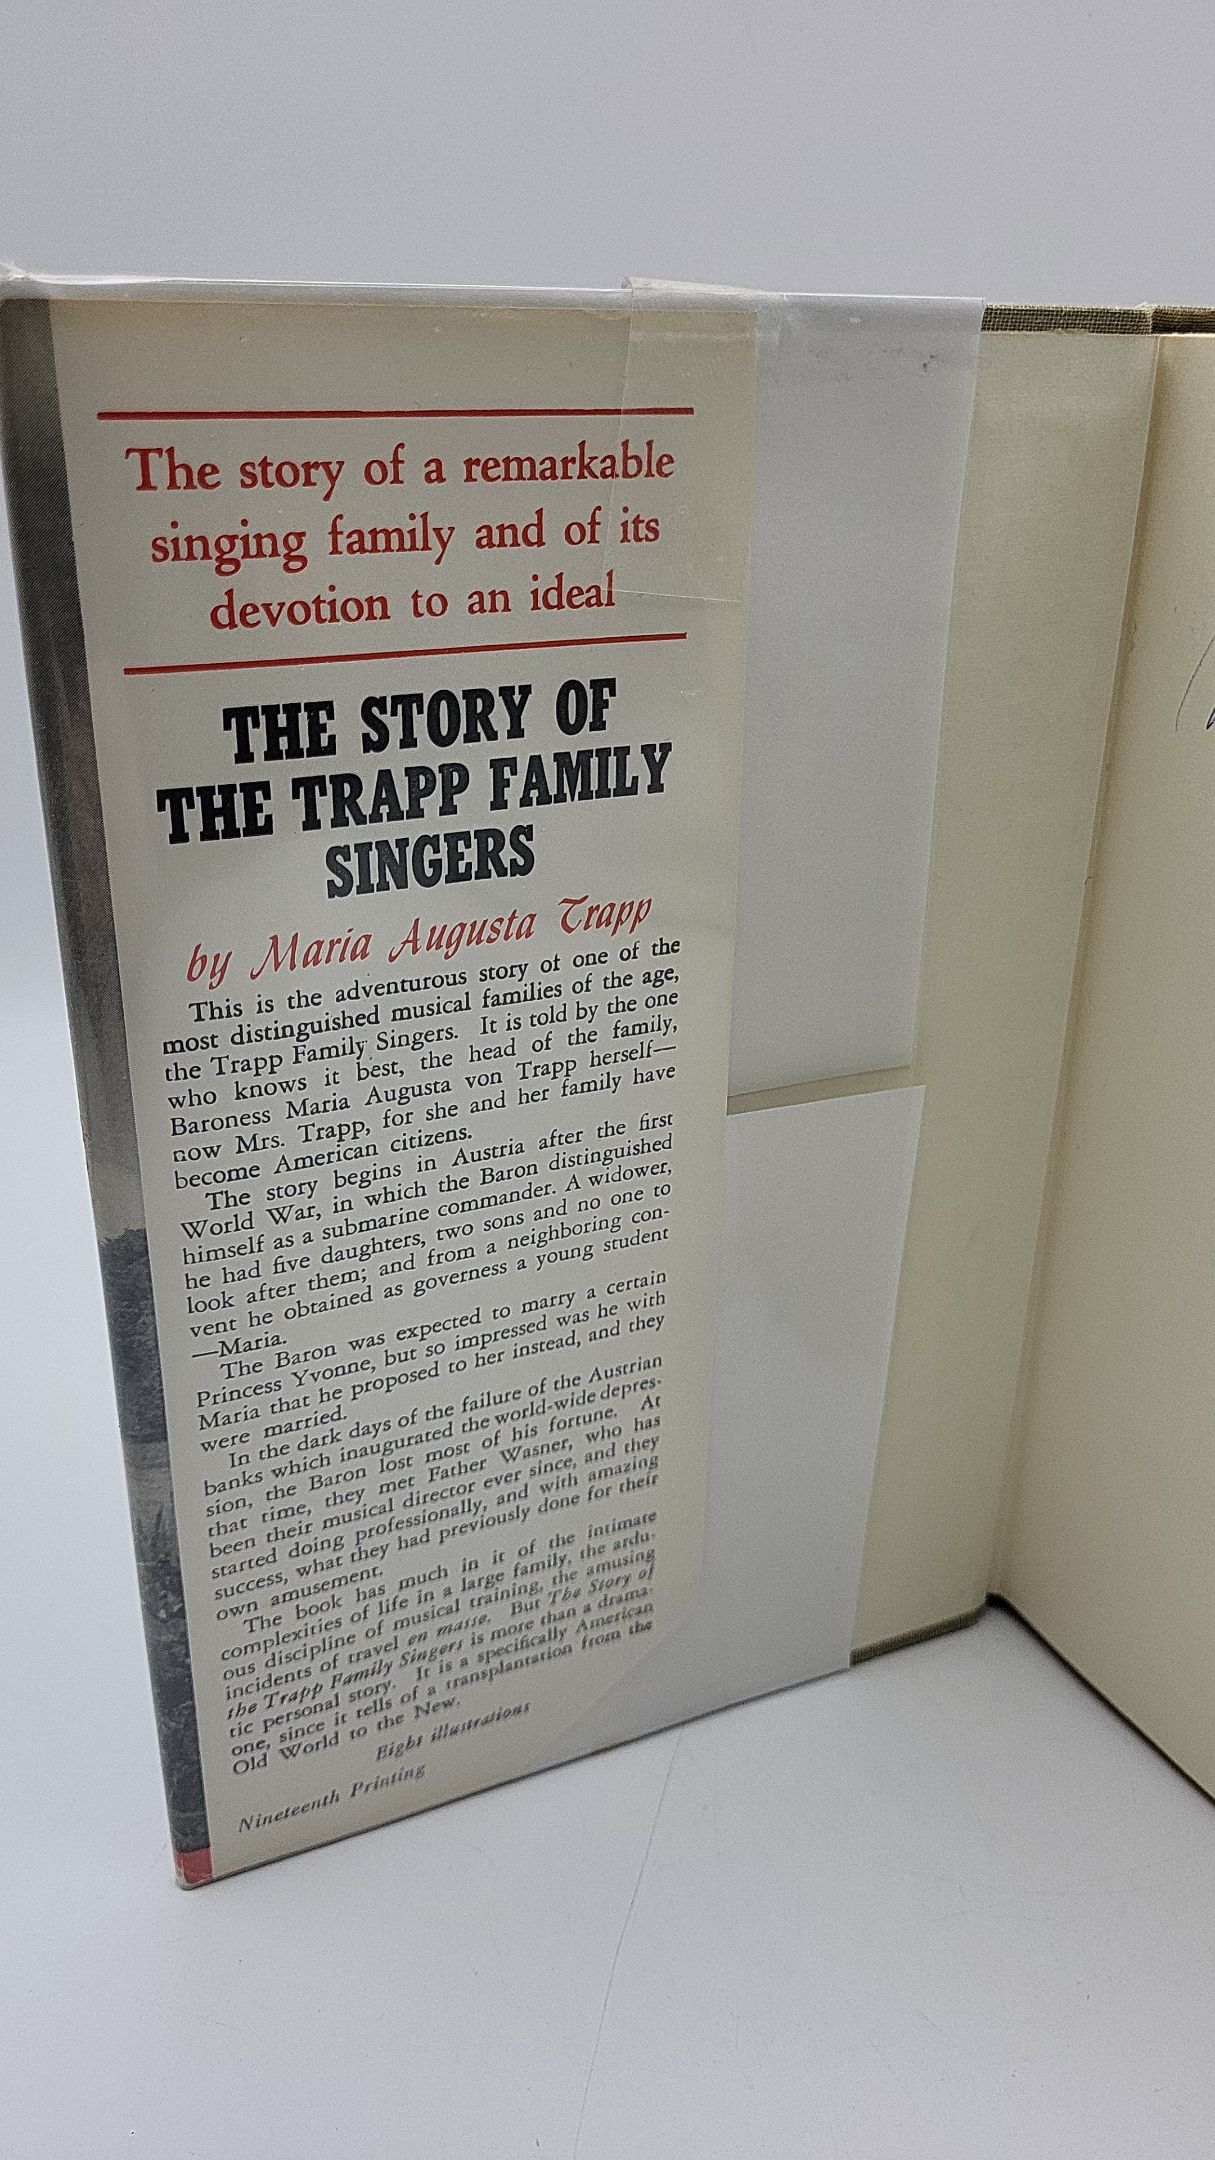 The story of a remarkable
singing family and of its
devotion to an ideal
THE STORY OF
THE TRAPP FAMILY
SINGERS
by Maria Augusta Trapp
This is the adventurous story of one of the
most distinguished musical families of the age,
the Trapp Family Singers. It is told by the one
who knows it best, the head of the family,
Baroness Maria Augusta von Trapp herself—
now Mrs. Trapp, for she and her family have
become American citizens.
The story begins in Austria after the first
World War, in which the Baron distinguished
himself as a submarine commander. A widower,
he had five daughters, two sons and no one to
look after them; and from a neighboring con-
vent he obtained as governess a young student
—Maria.
The Baron was expected to marry a certain
Princess Yvonne, but so impressed was he with
Maria that he proposed to her instead, and they
were married.
In the dark days of the failure of the Austrian
banks which inaugurated the world-wide depres-
sion, the Baron lost most of his fortune. At
that time, they met Father Wasner, who has
been their musical director ever since, and they
started doing professionally, and with amazing
success, what they had previously done for their
own amusement.
The book has much in it of the intimate
complexities of life in a large family, the ardu-
ous discipline of musical training, the amusing
incidents of travel en masse. But The Story of
the Trapp Family Singers is more than a drama-
tic personal story. It is a specifically American
one, since it tells of a transplantation from the
Old World to the New.
Eight illustrations
Nineteenth Printing